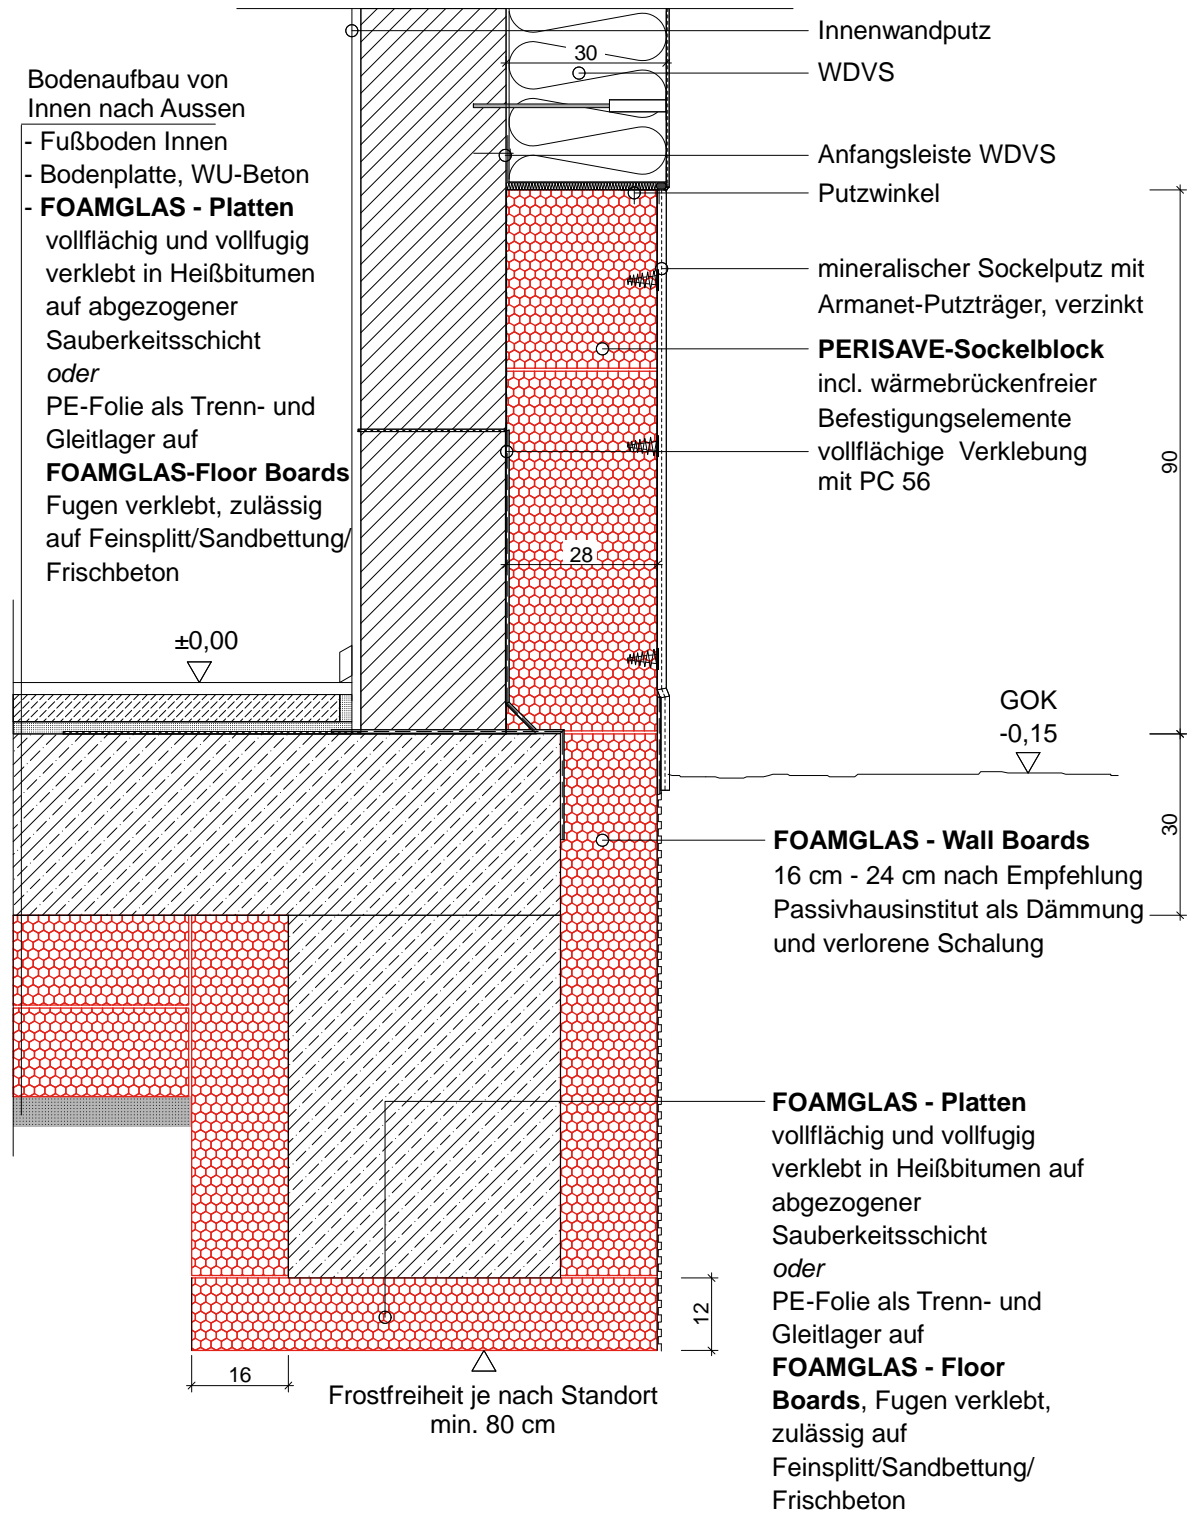 Bodenaufbau von
Innen nach Aussen
- Fußboden Innen
- Bodenplatte, WU-Beton
- FOAMGLAS - Platten
vollflächig und vollfugig
verklebt in Heißbitumen
auf abgezogener
Sauberkeitsschicht
oder
PE-Folie als Trenn- und
Gleitlager auf
FOAMGLAS-Floor Boards
Fugen verklebt, zulässig
auf Feinsplitt/Sandbettung/
Frischbeton
±0,00
30
Innenwandputz
WDVS
Anfangsleiste WDVS
Putzwinkel
mineralischer Sockelputz mit
Armanet-Putzträger, verzinkt
PERISAVE-Sockelblock
incl. wärmebrückenfreier
Befestigungselemente
vollflächige Verklebung
mit PC 56
90
28
GOK
-0,15
30
FOAMGLAS - Wall Boards
16 cm - 24 cm nach Empfehlung
Passivhausinstitut als Dämmung
und verlorene Schalung
FOAMGLAS - Platten
vollflächig und vollfugig
verklebt in Heißbitumen auf
abgezogener
Sauberkeitsschicht
oder
PE-Folie als Trenn- und
Gleitlager auf
FOAMGLAS - Floor
Boards, Fugen verklebt,
zulässig auf
Feinsplitt/Sandbettung/
Frischbeton
12
16
Frostfreiheit je nach Standort
min. 80 cm